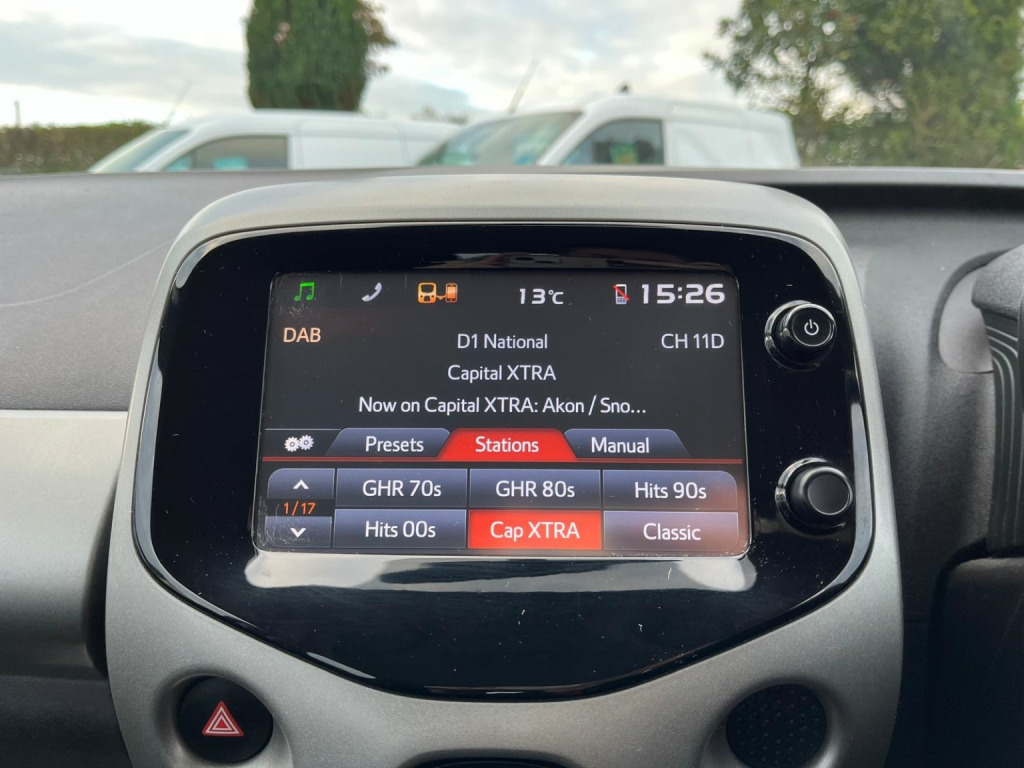 13°C 15:26
DAB D1 National CH 11D
Capital XTRA
Now on Capital XTRA: Akon / Sno...
Presets Stations Manual
GHR 70s GHR 80s Hits 90s
1/17
Hits 00s Cap XTRA Classic